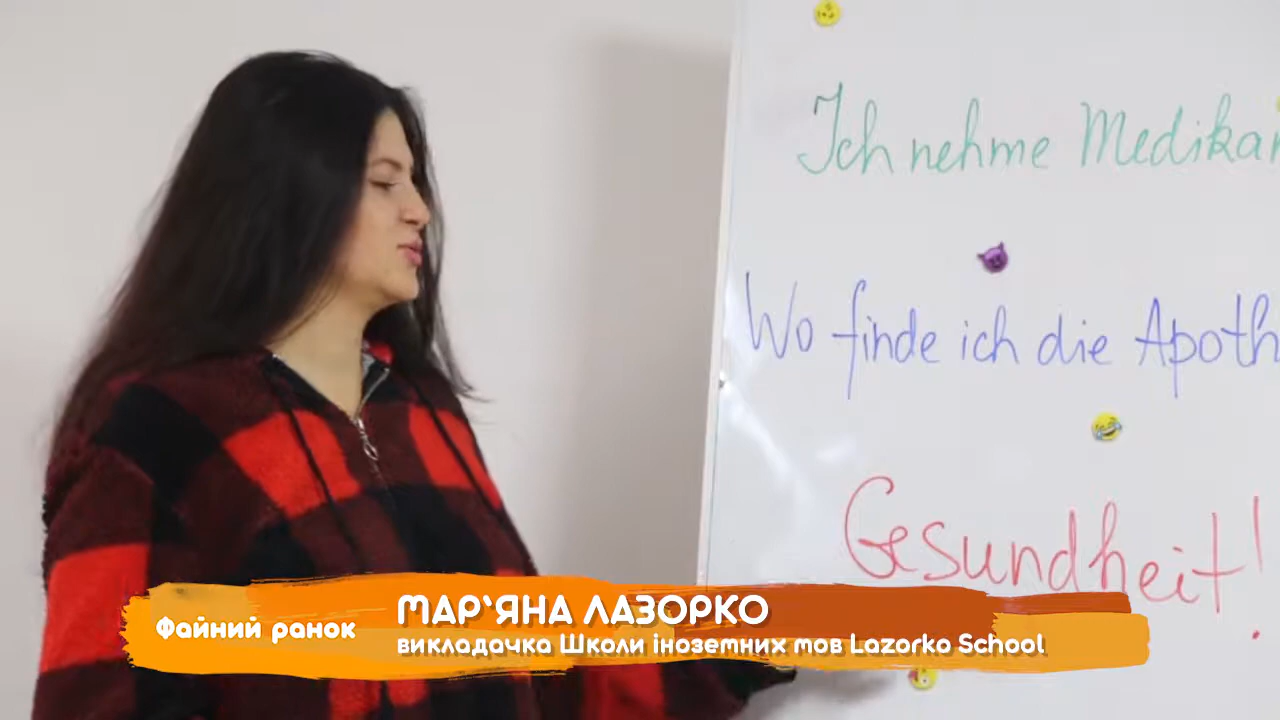 Ich nehme Medikam
Wo finde ich die Apoth
Gesundheit!
Файний ранок
МАР'ЯНА ЛАЗОРКО
викладачка Школи іноземних мов Lazorko School